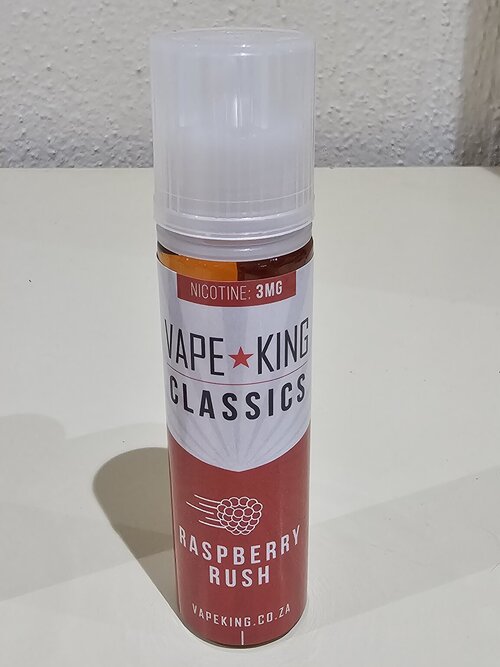 NICOTINE: 3MG
VAPE★KING
CLASSICS
RASPBERRY
RUSH
VAPEKING.CO.ZA